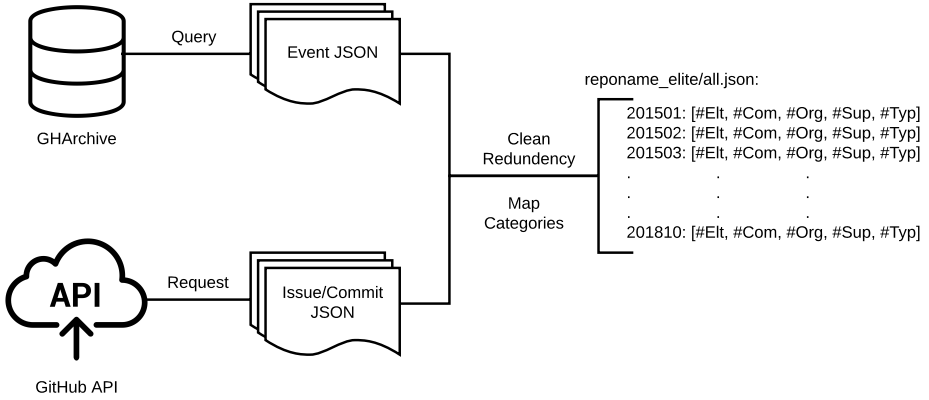 Query
Event JSON
GHArchive
Clean
Redundency
Map
Categories
API
Request
Issue/Commit
JSON
GitHub API
reponame_elite/all.json:
201501: [#Elt, #Com, #Org, #Sup, #Typ]
201502: [#Elt, #Com, #Org, #Sup, #Typ]
201503: [#Elt, #Com, #Org, #Sup, #Typ]
. . .
. . .
. . .
201810: [#Elt, #Com, #Org, #Sup, #Typ]